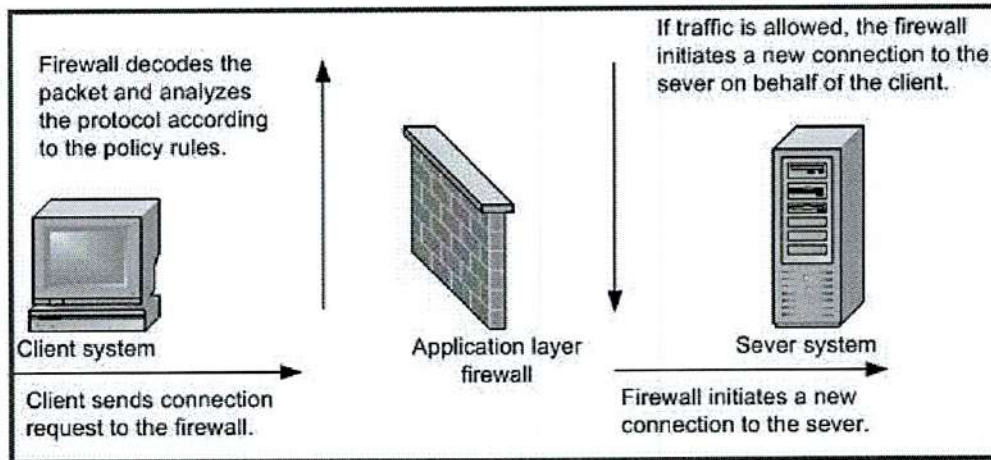 Firewall decodes the
packet and analyzes
the protocol according
to the policy rules.
If traffic is allowed, the firewall
initiates a new connection to the
sever on behalf of the client.
Client system
Application layer
firewall
Sever system
Client sends connection
request to the firewall.
Firewall initiates a new
connection to the sever.